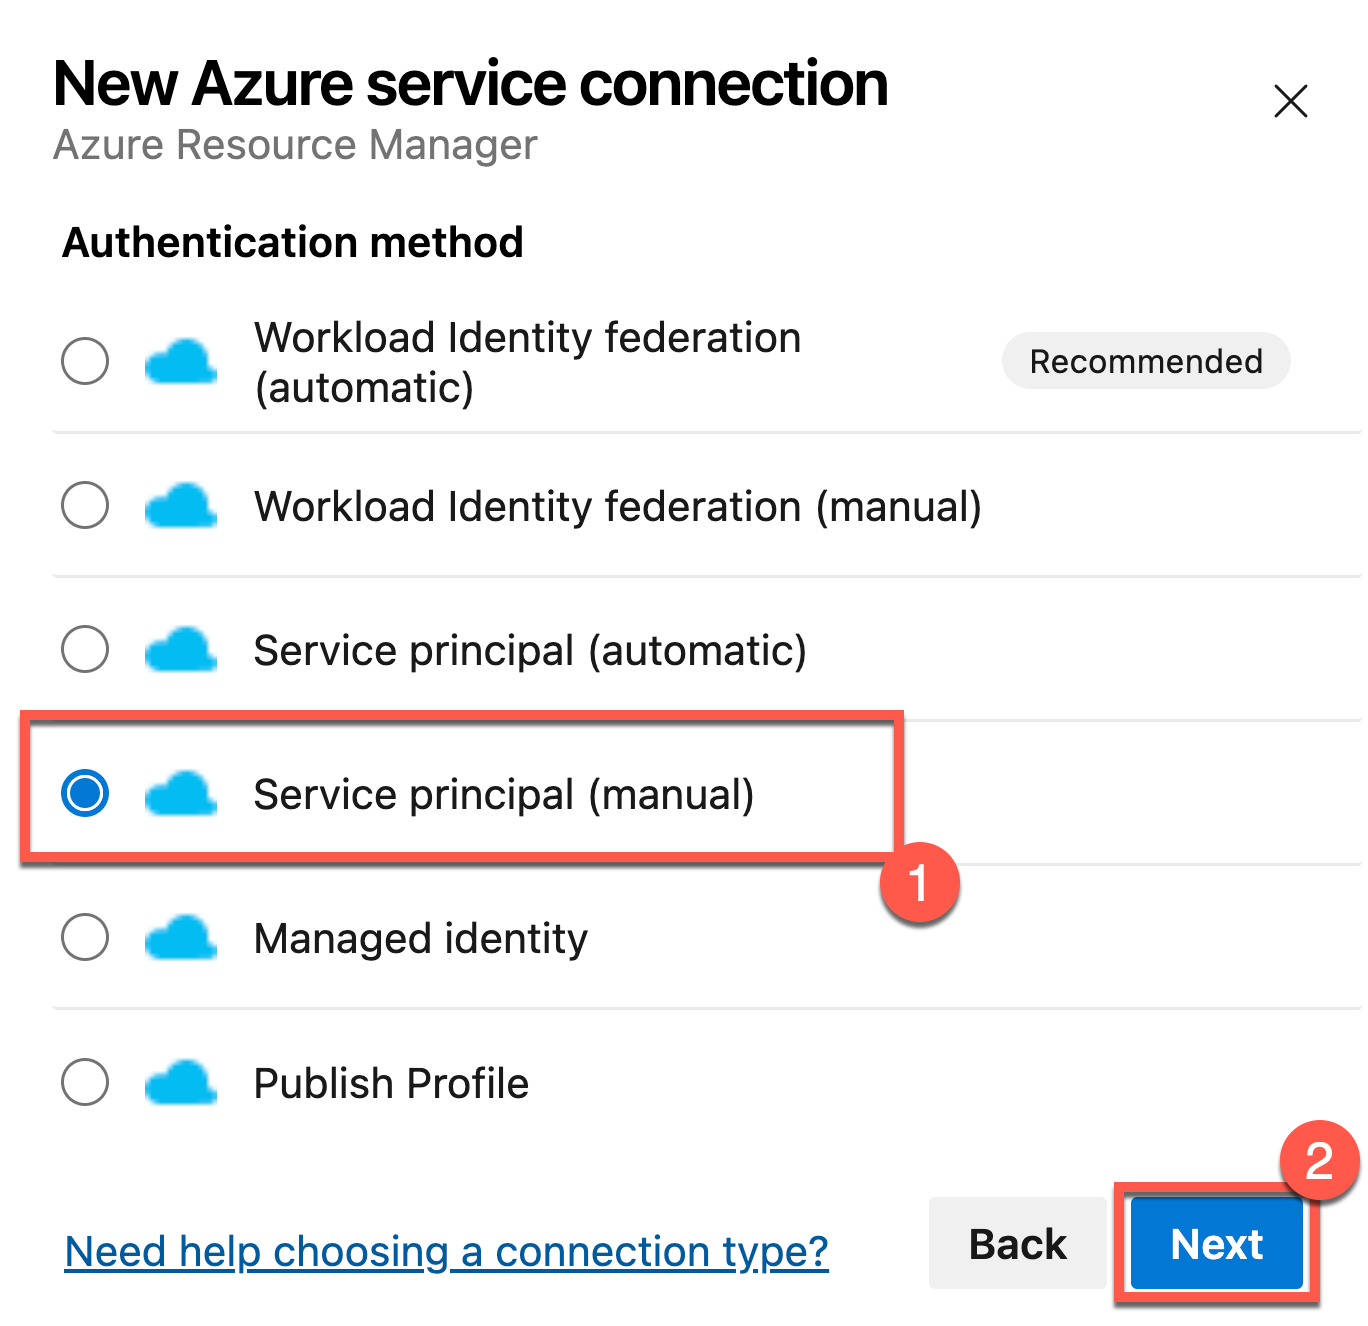 New Azure service connection
Azure Resource Manager
Authentication method
Workload Identity federation
(automatic)
Recommended
Workload Identity federation (manual)
Service principal (automatic)
Service principal (manual)
1
Managed identity
Publish Profile
2
Need help choosing a connection type?
Back
Next